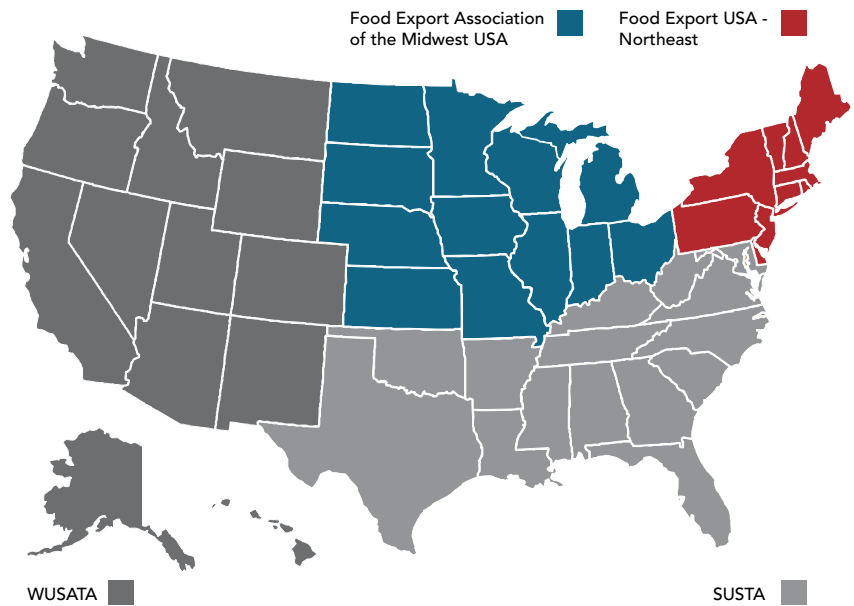 Food Export Association
of the Midwest USA
Food Export USA -
Northeast
WUSATA
SUSTA